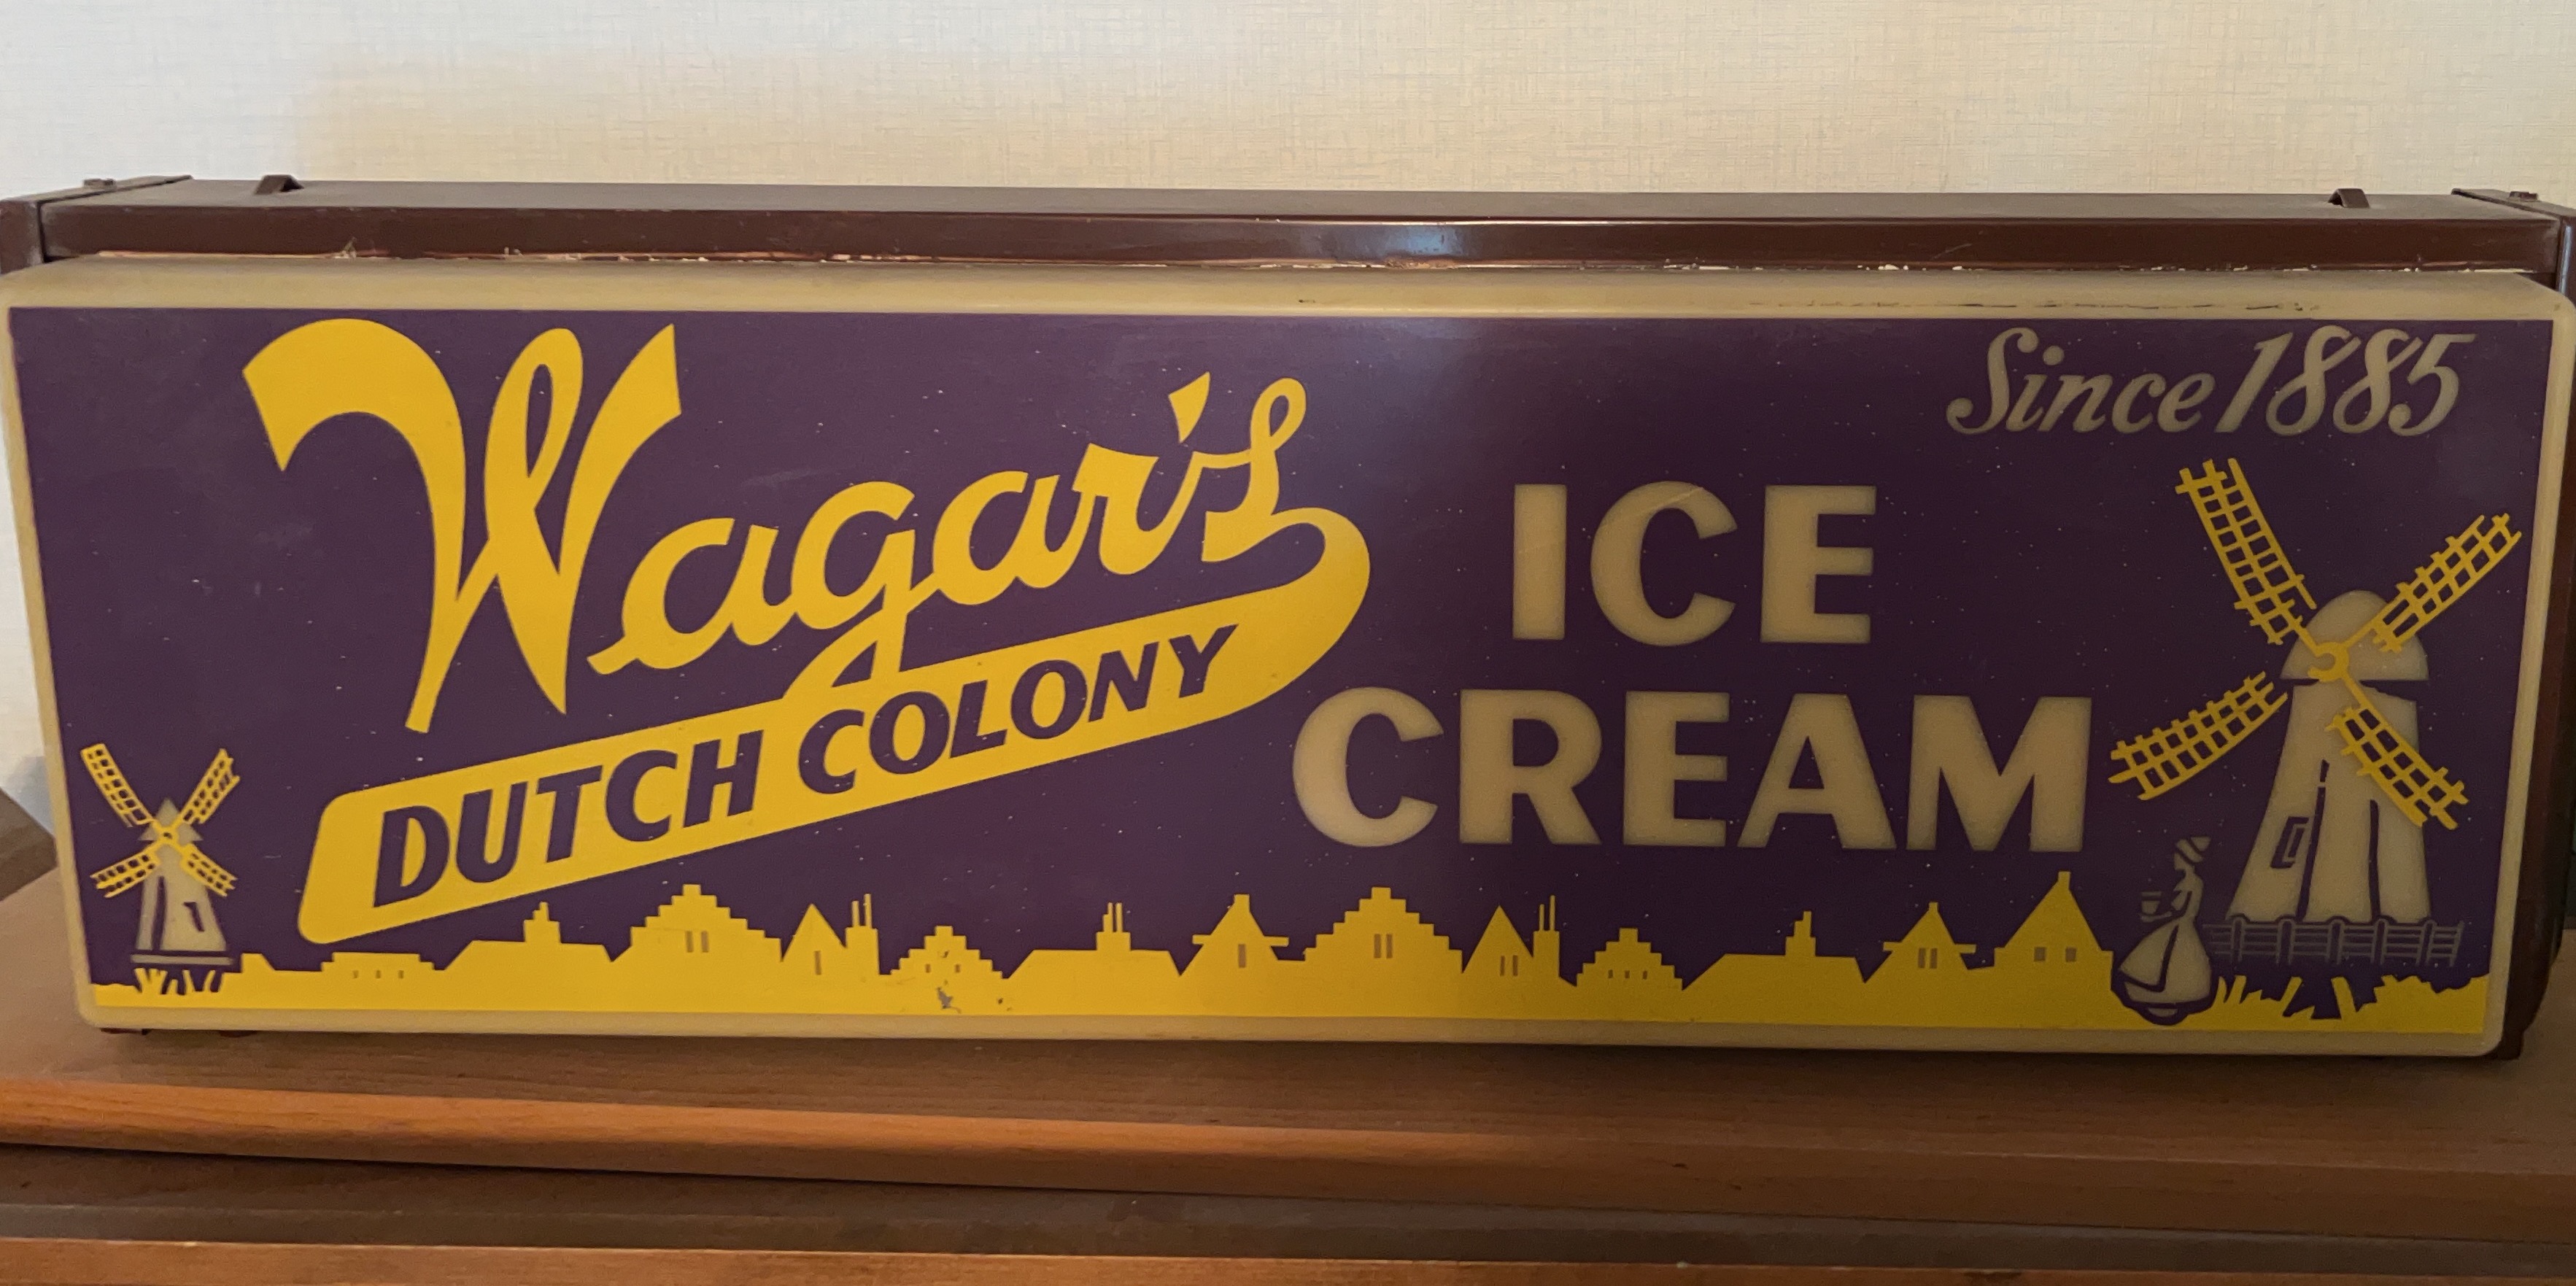 Wagar's
DUTCH COLONY
ICE
CREAM
Since 1885